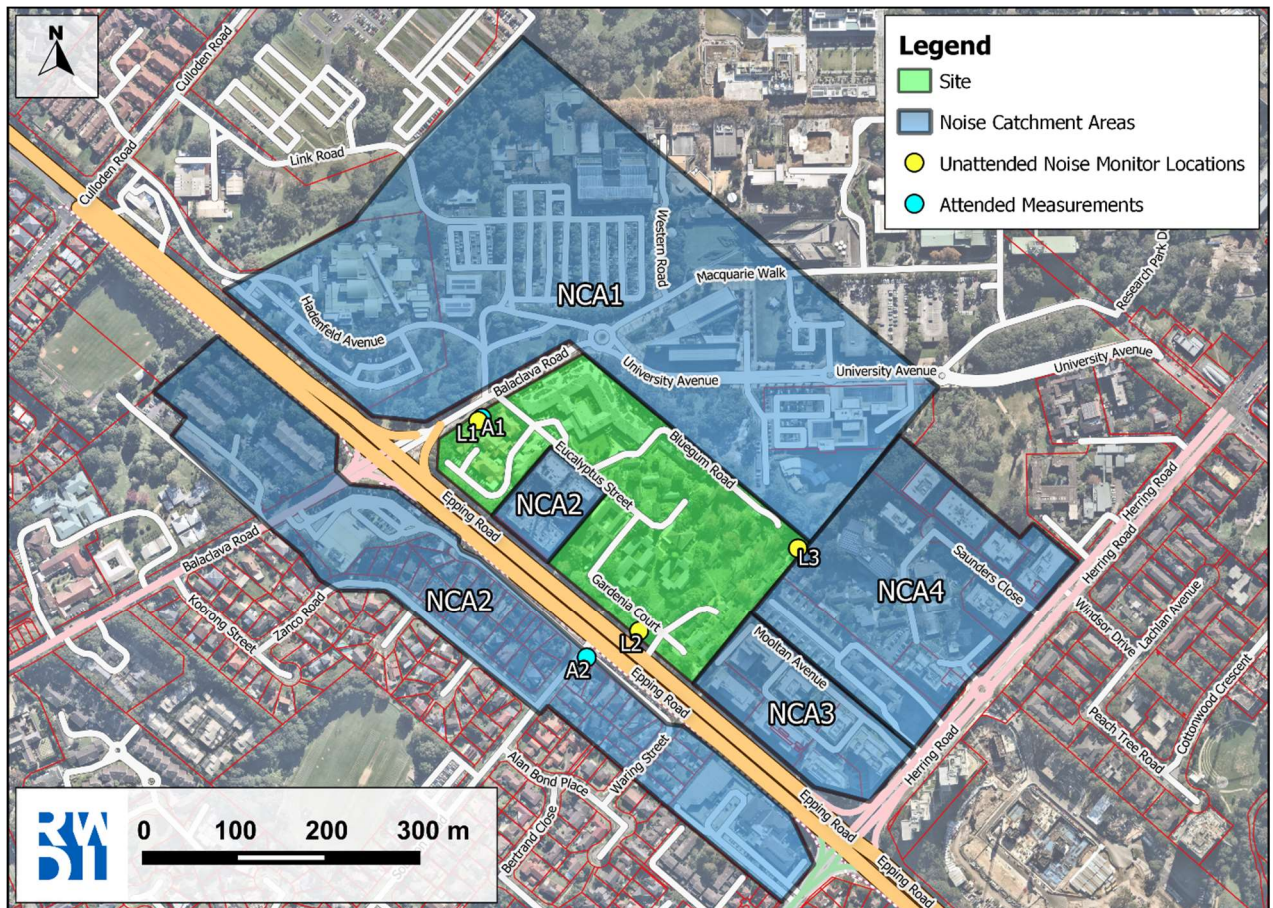 N
Legend
Site
Noise Catchment Areas
Unattended Noise Monitor Locations
Attended Measurements
Culloden Road
Culloden Road
Link Road
Western Road
Macquarie Walk
Research Park D
NCA1
Hadenfeld Avenue
University Avenue
University Avenue
University Avenue
Balaclava Road
L1
A1
Eucalyptus Street
Bluegum Road
NCA2
Epping Road
Herring Road
Herring Road
L3
Saunders Close
NCA4
Balaclava Road
Koorong Street
Zanco Road
NCA2
Gardenia Court
L2
A2
Epping Road
Mooltan Avenue
NCA3
Windsor Drive
Lachlan Avenue
Peach Tree Road
Cottonwood Crescent
Herring Road
Alan Bond Place
Waring Street
Bertrand Close
Epping Road
Epping Road
RWDI
0 100 200 300 m